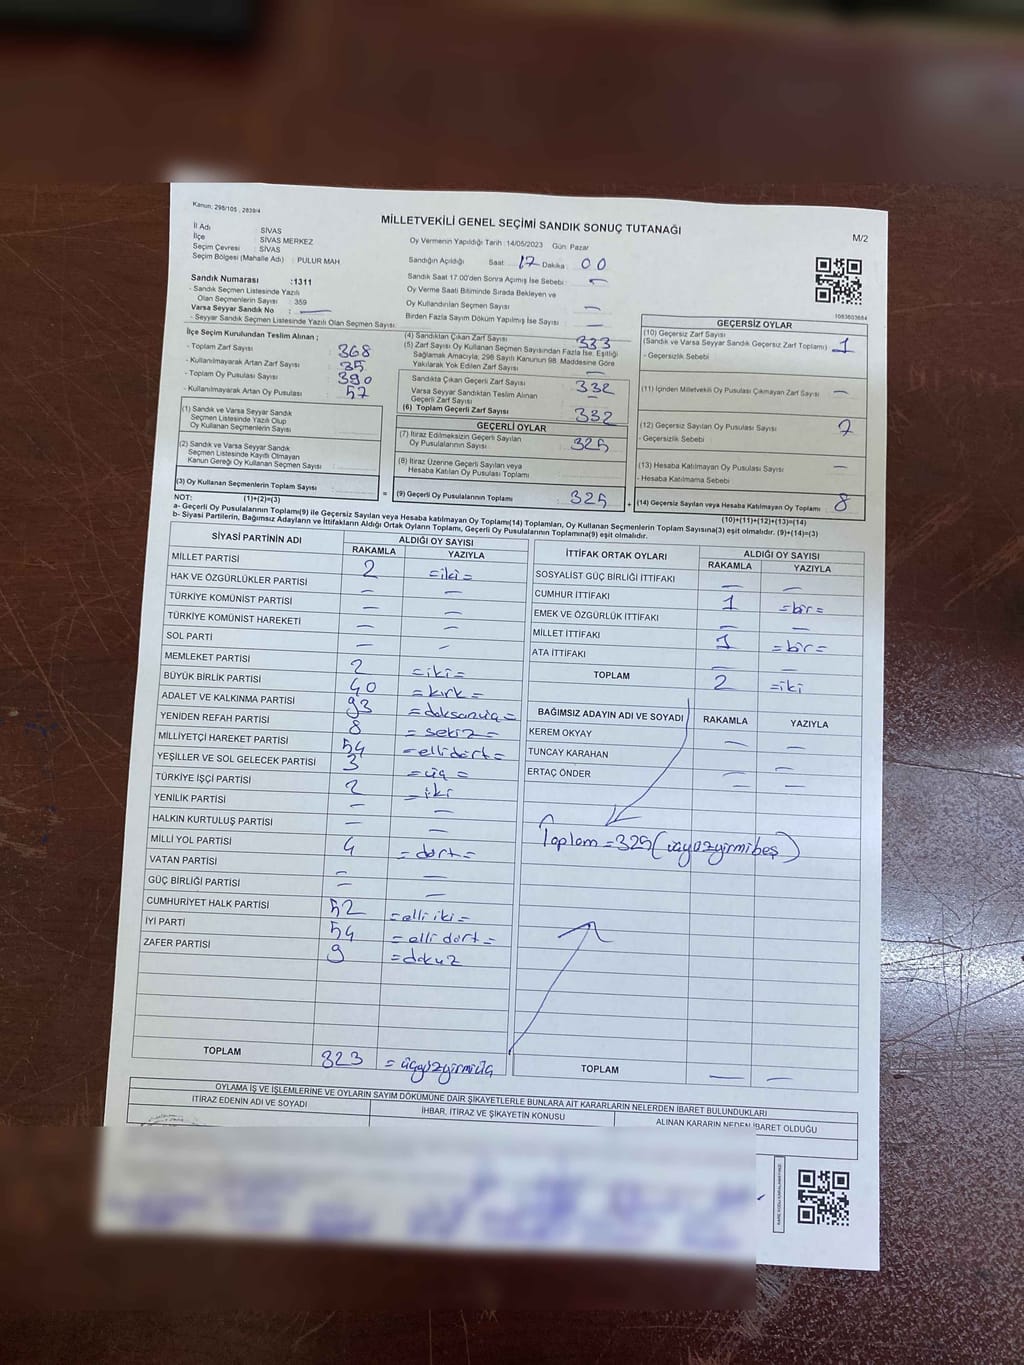 Kanun: 298/105, 2839/4
MİLLETVEKİLİ GENEL SEÇİMİ SANDIK SONUÇ TUTANAĞI
M/2
İl Adı : SİVAS
İlçe : SİVAS MERKEZ
Seçim Çevresi : SİVAS
Seçim Bölgesi (Mahalle Adı) : PULUR MAH
Oy Vermenin Yapıldığı Tarih :14/05/2023 Gün: Pazar
Sandığın Açıldığı Saat: 17 Dakika: 00
Sandık Saat 17.00'den Sonra Açımış İse Sebebi: —
Oy Verme Saati Bitiminde Sırada Bekleyen ve
Oy Kullandırılan Seçmen Sayısı —
Birden Fazla Sayım Döküm Yapılmış İse Sayısı —
Sandık Numarası :1311
- Sandık Seçmen Listesinde Yazılı
Olan Seçmenlerin Sayısı : 359
Varsa Seyyar Sandık No : —
- Seyyar Sandık Seçmen Listesinde Yazılı Olan Seçmen Sayısı:
1083603684
İlçe Seçim Kurulundan Teslim Alınan ;
- Toplam Zarf Sayısı 368
- Kullanılmayarak Artan Zarf Sayısı 35
- Toplam Oy Pusulası Sayısı 390
- Kullanılmayarak Artan Oy Pusulası 57
(1) Sandık ve Varsa Seyyar Sandık
Seçmen Listesinde Yazılı Olup
Oy Kullanan Seçmenlerin Sayısı
(2) Sandık ve Varsa Seyyar Sandık
Seçmen Listesinde Kayıtlı Olmayan
Kanun Gereği Oy Kullanan Seçmen Sayısı
(3) Oy Kullanan Seçmenlerin Toplam Sayısı
(1)+(2)=(3)
(4) Sandıktan Çıkan Zarf Sayısı 333
(5) Zarf Sayısı Oy Kullanan Seçmen Sayısından Fazla İse, Eşitliği
Sağlamak Amacıyla, 298 Sayılı Kanunun 98. Maddesine Göre
Yakılarak Yok Edilen Zarf Sayısı —
Sandıkta Çıkan Geçerli Zarf Sayısı 332
Varsa Seyyar Sandıktan Teslim Alınan
Geçerli Zarf Sayısı —
(6) Toplam Geçerli Zarf Sayısı 332
GEÇERLİ OYLAR
(7) İtiraz Edilmeksizin Geçerli Sayılan
Oy Pusulalarının Sayısı 325
(8) İtiraz Üzerine Geçerli Sayılan veya
Hesaba Katılan Oy Pusulası Toplamı
= (9) Geçerli Oy Pusulalarının Toplamı 325
GEÇERSİZ OYLAR
(10) Geçersiz Zarf Sayısı
(Sandık ve Varsa Seyyar Sandık Geçersiz Zarf Toplamı) 1
- Geçersizlik Sebebi
(11) İçinden Milletvekili Oy Pusulası Çıkmayan Zarf Sayısı —
(12) Geçersiz Sayılan Oy Pusulası Sayısı 7
- Geçersizlik Sebebi
(13) Hesaba Katılmayan Oy Pusulası Sayısı —
- Hesaba Katılmama Sebebi
+ (14) Geçersiz Sayılan veya Hesaba Katılmayan Oy Toplamı 8
(10)+(11)+(12)+(13)=(14)
NOT:
a- Geçerli Oy Pusulalarının Toplamı(9) ile Geçersiz Sayılan veya Hesaba katılmayan Oy Toplamı(14) Toplamları, Oy Kullanan Seçmenlerin Toplam Sayısına(3) eşit olmalıdır. (9)+(14)=(3)
b- Siyasi Partilerin, Bağımsız Adayların ve İttifakların Aldığı Ortak Oyların Toplamı, Geçerli Oy Pusulalarının Toplamına(9) eşit olmalıdır.
SİYASİ PARTİNİN ADI ALDIĞI OY SAYISI
RAKAMLA YAZIYLA
MİLLET PARTİSİ 2 =iki=
HAK VE ÖZGÜRLÜKLER PARTİSİ — —
TÜRKİYE KOMÜNİST PARTİSİ — —
TÜRKİYE KOMÜNİST HAREKETİ — —
SOL PARTİ — —
MEMLEKET PARTİSİ 2 =iki=
BÜYÜK BİRLİK PARTİSİ 40 =kırk=
ADALET VE KALKINMA PARTİSİ 93 =doksanüç=
YENİDEN REFAH PARTİSİ 8 =sekiz=
MİLLİYETÇİ HAREKET PARTİSİ 54 =ellidört=
YEŞİLLER VE SOL GELECEK PARTİSİ 3 =üç=
TÜRKİYE İŞÇİ PARTİSİ 2 =iki
YENİLİK PARTİSİ — —
HALKIN KURTULUŞ PARTİSİ — —
MİLLİ YOL PARTİSİ 4 =dört=
VATAN PARTİSİ — —
GÜÇ BİRLİĞİ PARTİSİ — —
CUMHURİYET HALK PARTİSİ 52 =elli iki=
İYİ PARTİ 54 =elli dört=
ZAFER PARTİSİ 9 =dokuz
TOPLAM 323 =üçyüzyirmiüç
İTTİFAK ORTAK OYLARI ALDIĞI OY SAYISI
RAKAMLA YAZIYLA
SOSYALİST GÜÇ BİRLİĞİ İTTİFAKI — —
CUMHUR İTTİFAKI 1 =bir=
EMEK VE ÖZGÜRLÜK İTTİFAKI — —
MİLLET İTTİFAKI 1 =bir=
ATA İTTİFAKI — —
TOPLAM 2 =iki
BAĞIMSIZ ADAYIN ADI VE SOYADI RAKAMLA YAZIYLA
KEREM OKYAY — —
TUNCAY KARAHAN — —
ERTAÇ ÖNDER — —
Toplam =325(üçyüzyirmibeş)
TOPLAM — —
OYLAMA İŞ VE İŞLEMLERİNE VE OYLARIN SAYIM DÖKÜMÜNE DAİR ŞİKAYETLERLE BUNLARA AİT KARARLARIN NELERDEN İBARET BULUNDUKLARI
İTİRAZ EDENİN ADI VE SOYADI
İHBAR, İTİRAZ VE ŞİKAYETİN KONUSU
ALINAN KARARIN NEDEN İBARET OLDUĞU